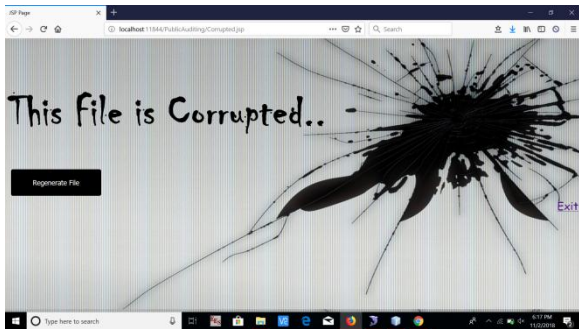 JSP Page
localhost:11844/PublicAuditing/Corrupted.jsp
Search
This File is Corrupted..
Regenerate File
Exit
Type here to search
6:17 PM
11/2/2018